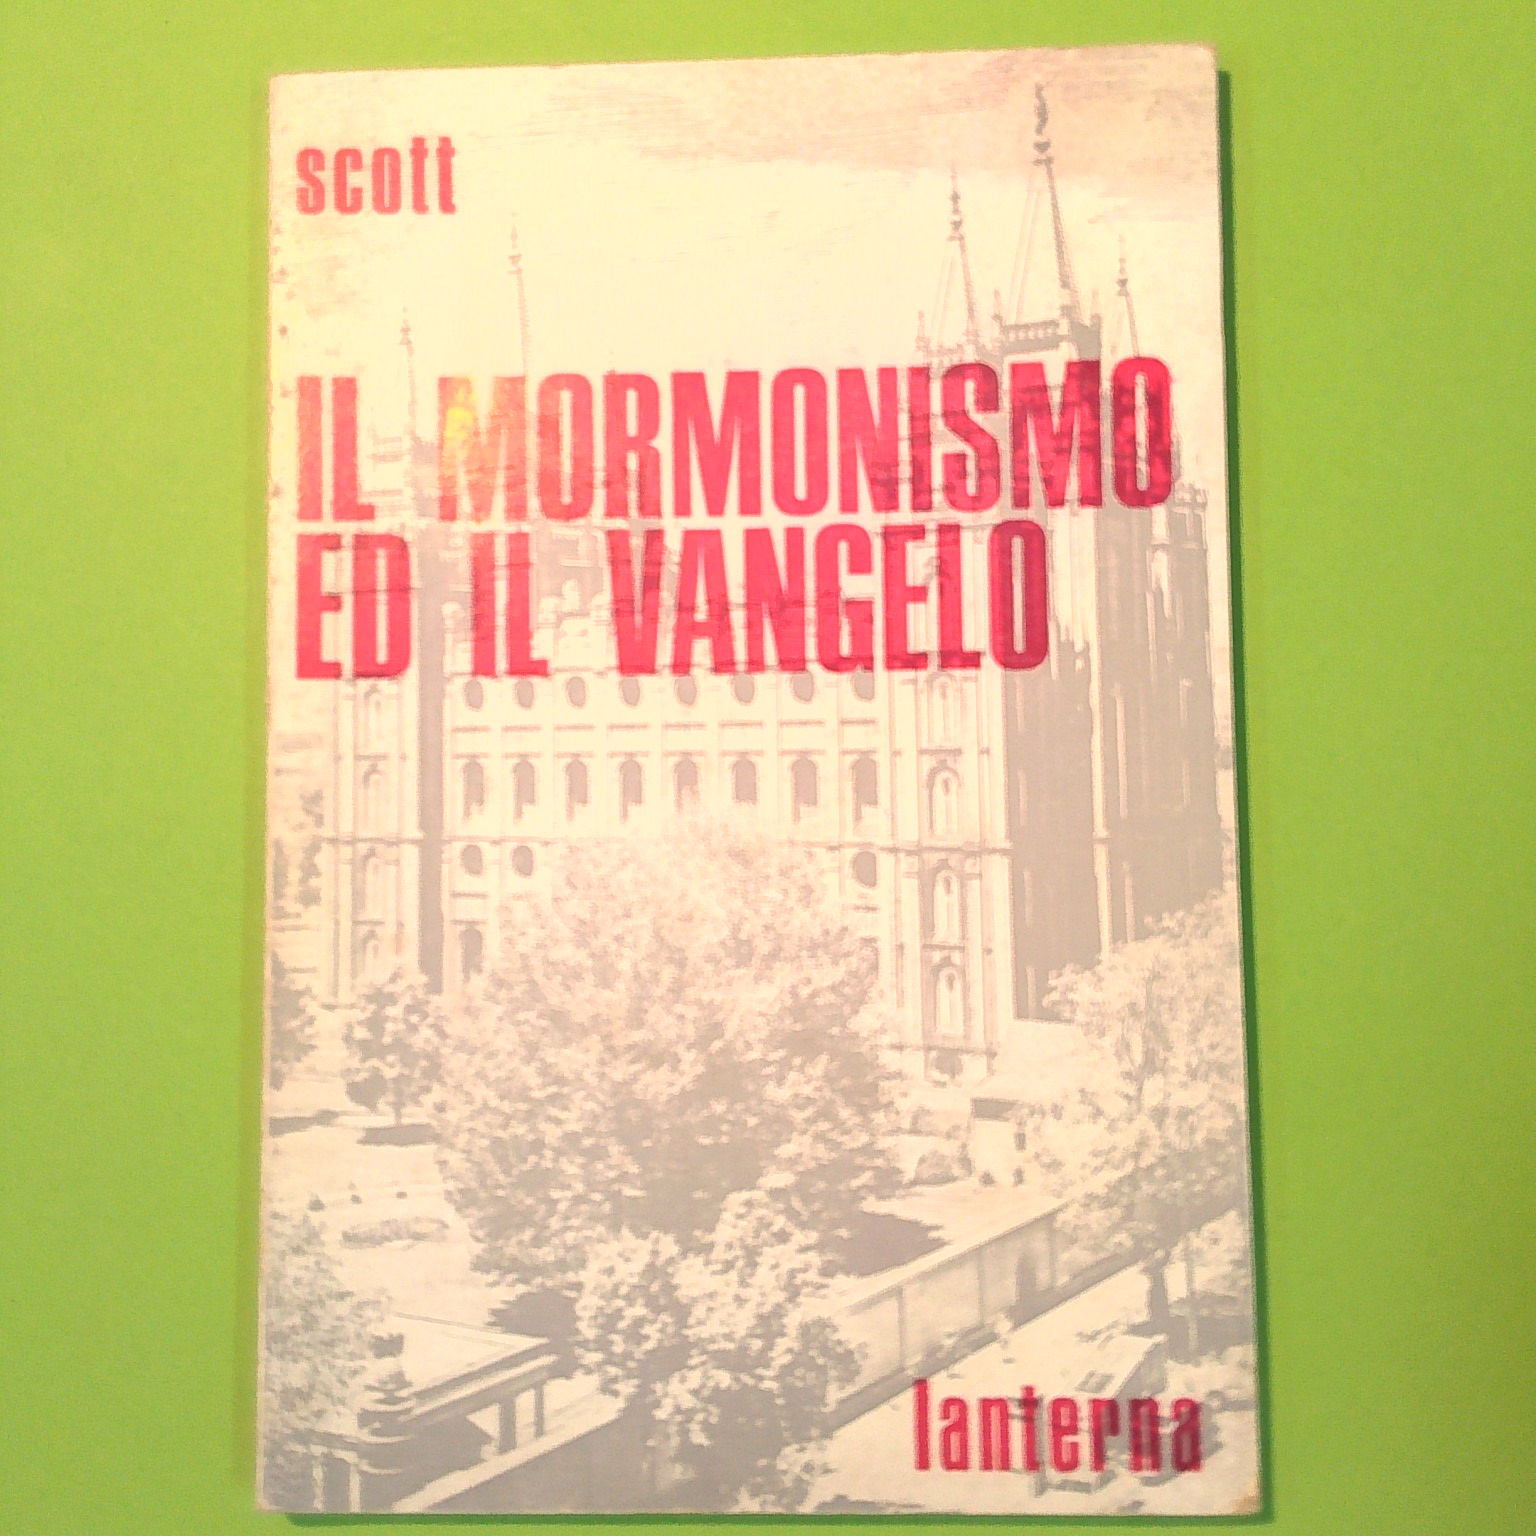 scott
IL MORMONISMO
ED IL VANGELO
lanterna